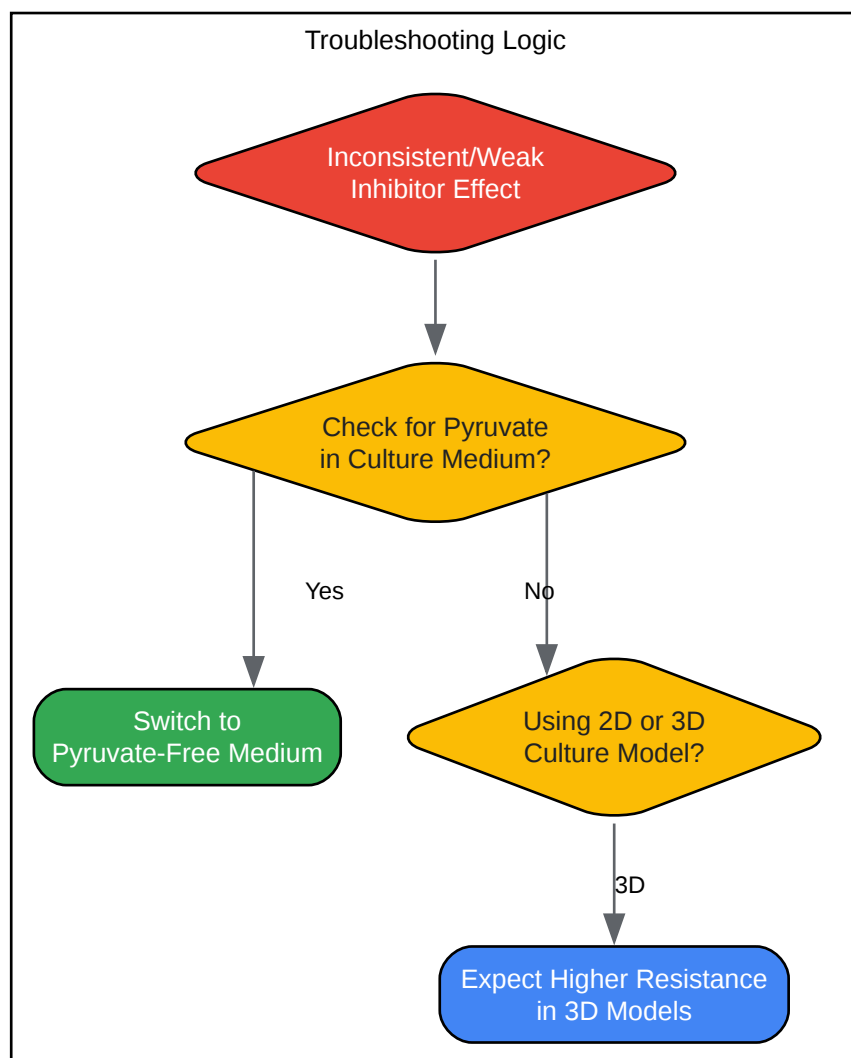 Troubleshooting Logic
Inconsistent/Weak
Inhibitor Effect
Check for Pyruvate
in Culture Medium?
Yes
No
Switch to
Pyruvate-Free Medium
Using 2D or 3D
Culture Model?
3D
Expect Higher Resistance
in 3D Models